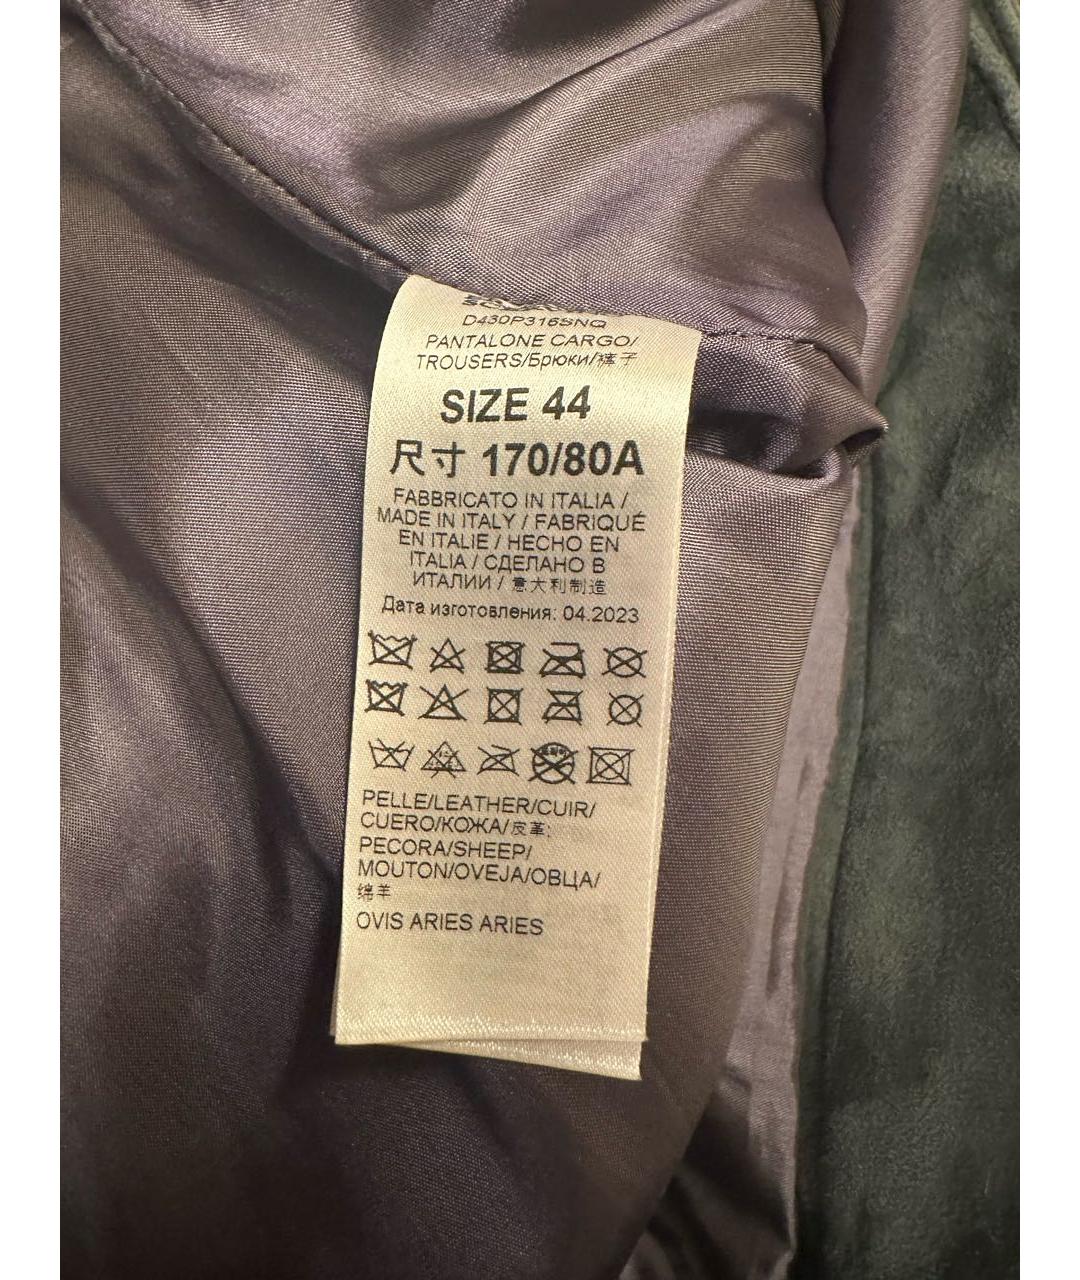 D430P316SNQ
PANTALONE CARGO/
TROUSERS/Брюки/裤子
SIZE 44
尺寸 170/80A
FABBRICATO IN ITALIA /
MADE IN ITALY / FABRIQUÉ
EN ITALIE / HECHO EN
ITALIA / СДЕЛАНО В
ИТАЛИИ / 意大利制造
Дата изготовления: 04.2023
PELLE/LEATHER/CUIR/
CUERO/КОЖА/皮革:
PECORA/SHEEP/
MOUTON/OVEJA/ОВЦА/
绵羊
OVIS ARIES ARIES